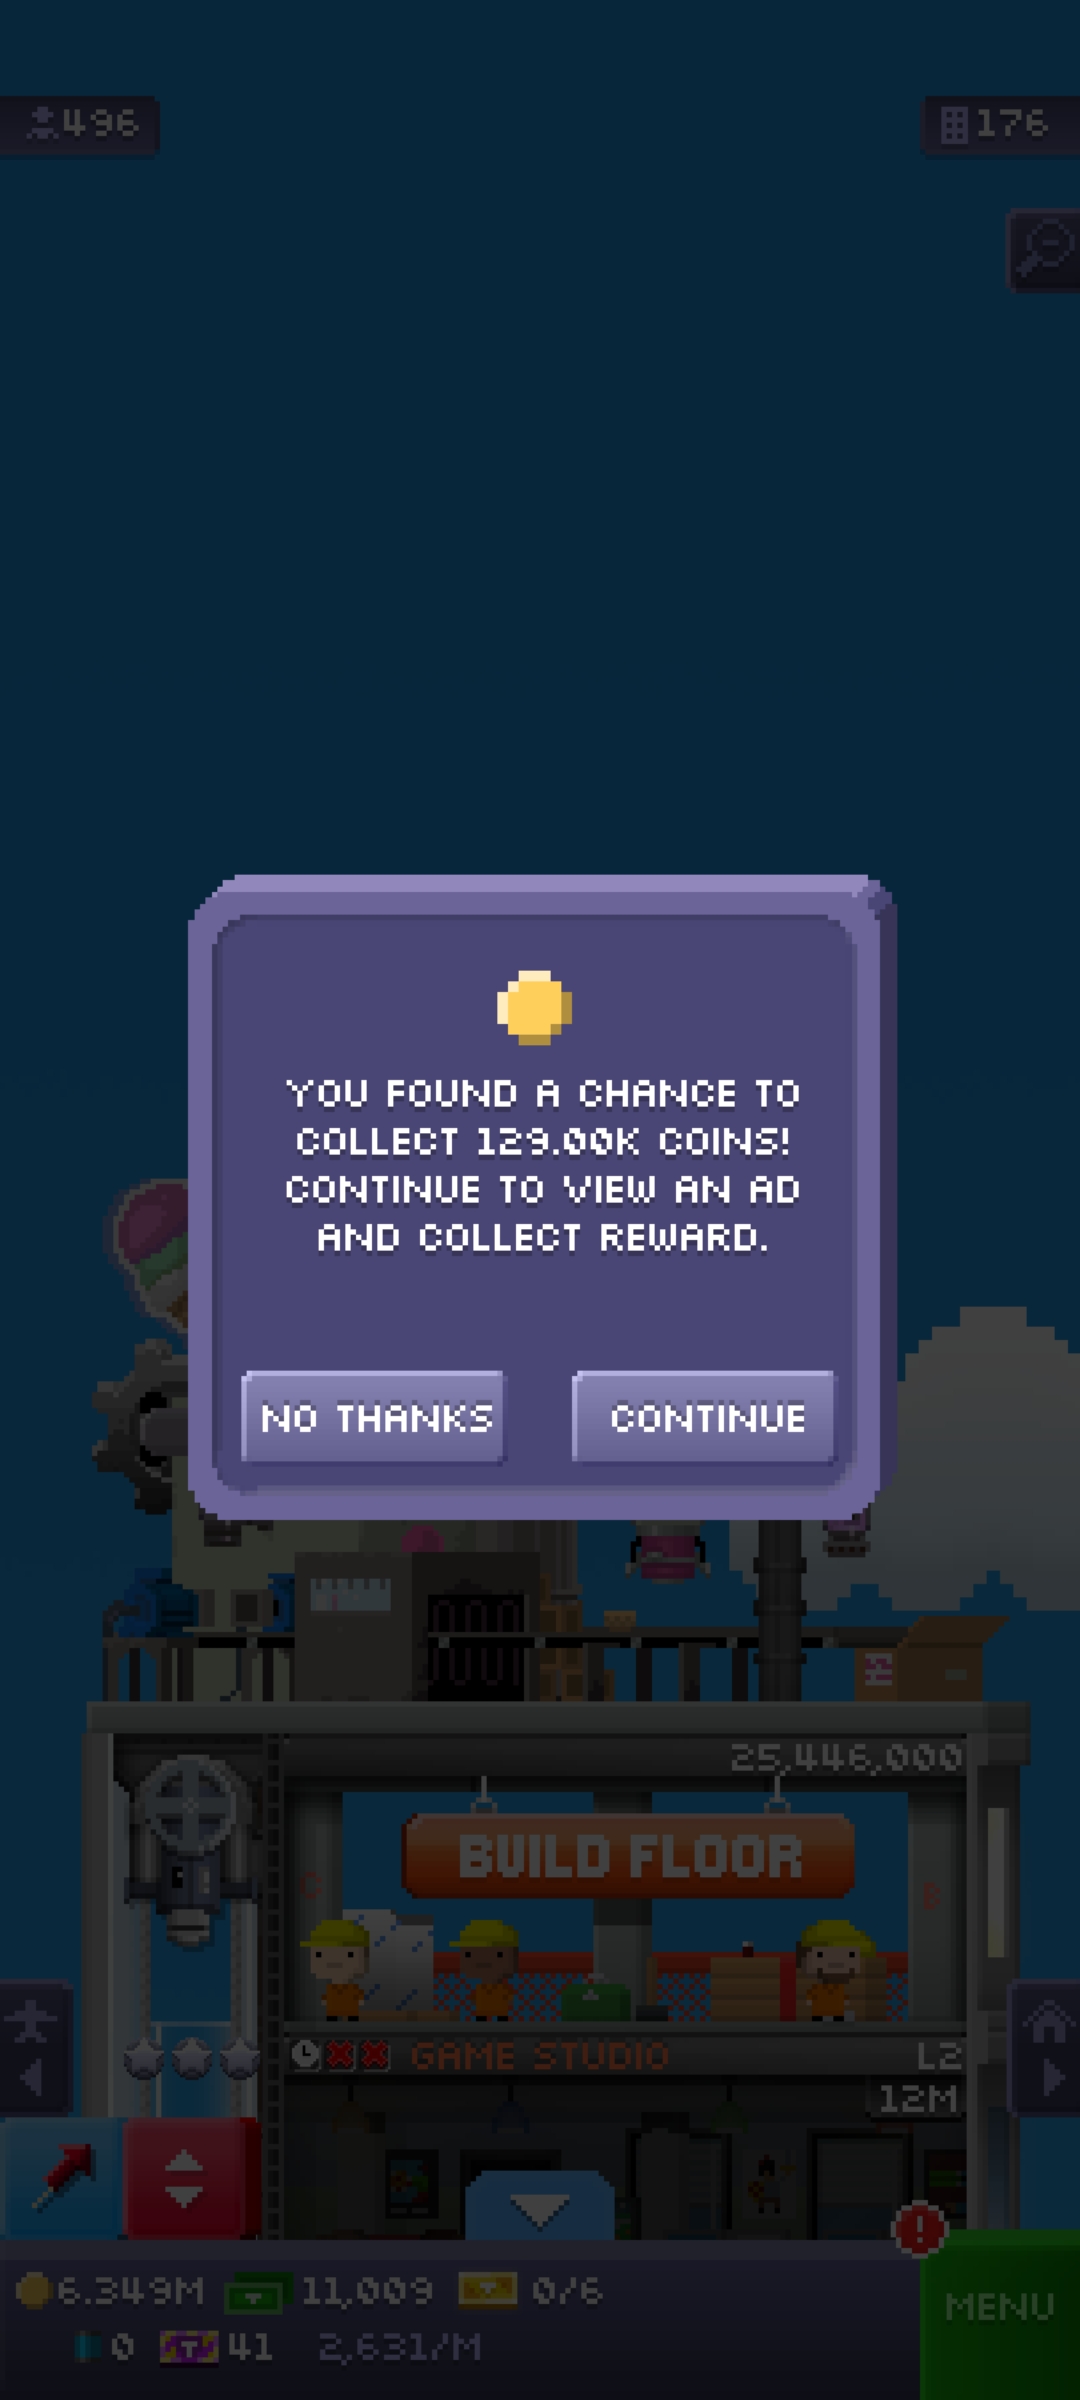 496
176
YOU FOUND A CHANCE TO
COLLECT 129.00K COINS!
CONTINUE TO VIEW AN AD
AND COLLECT REWARD.
NO THANKS
CONTINUE
25,446,000
BUILD FLOOR
C
B
GAME STUDIO
L2
12M
6.349M
11,009
0/6
MENU
0
T
41
2,631/M